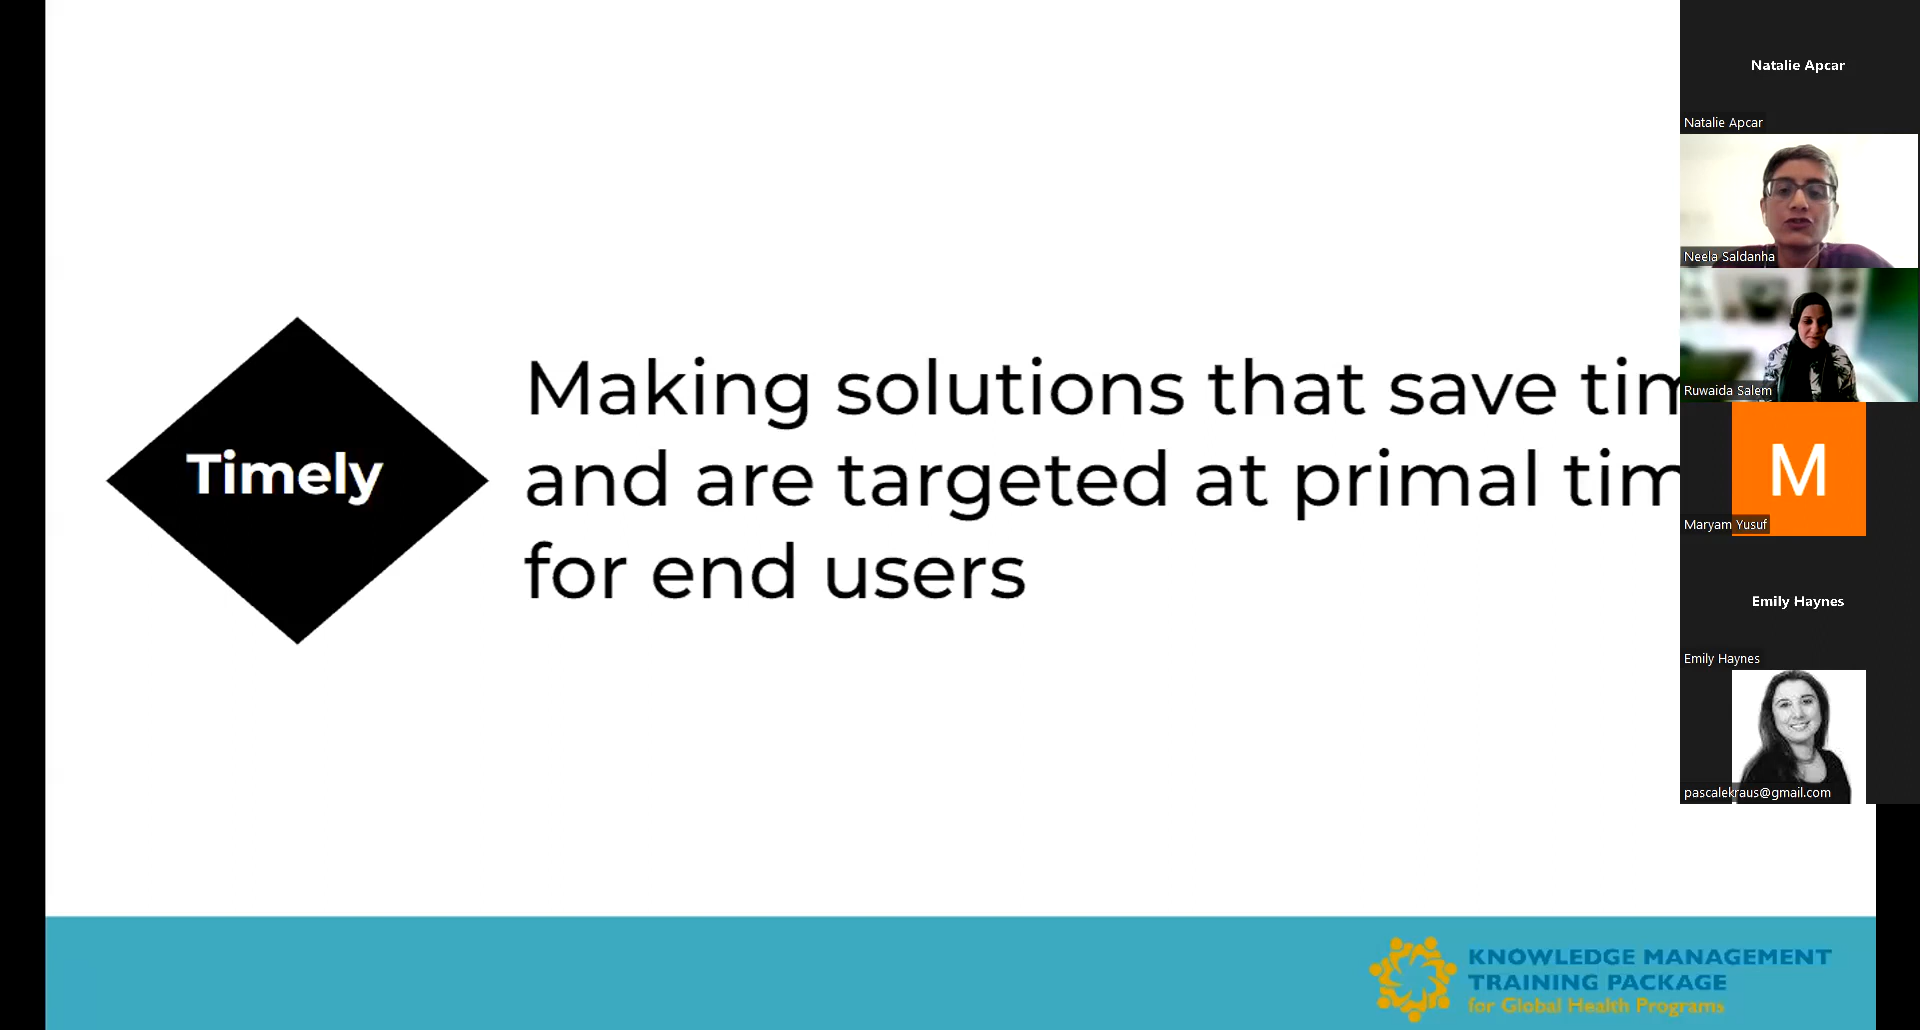 Timely
Making solutions that save tim
and are targeted at primal tim
for end users
KNOWLEDGE MANAGEMENT
TRAINING PACKAGE
for Global Health Programs
Natalie Apcar
Natalie Apcar
Neela Saldanha
Ruwaida Salem
M
Maryam Yusuf
Emily Haynes
Emily Haynes
pascalekraus@gmail.com